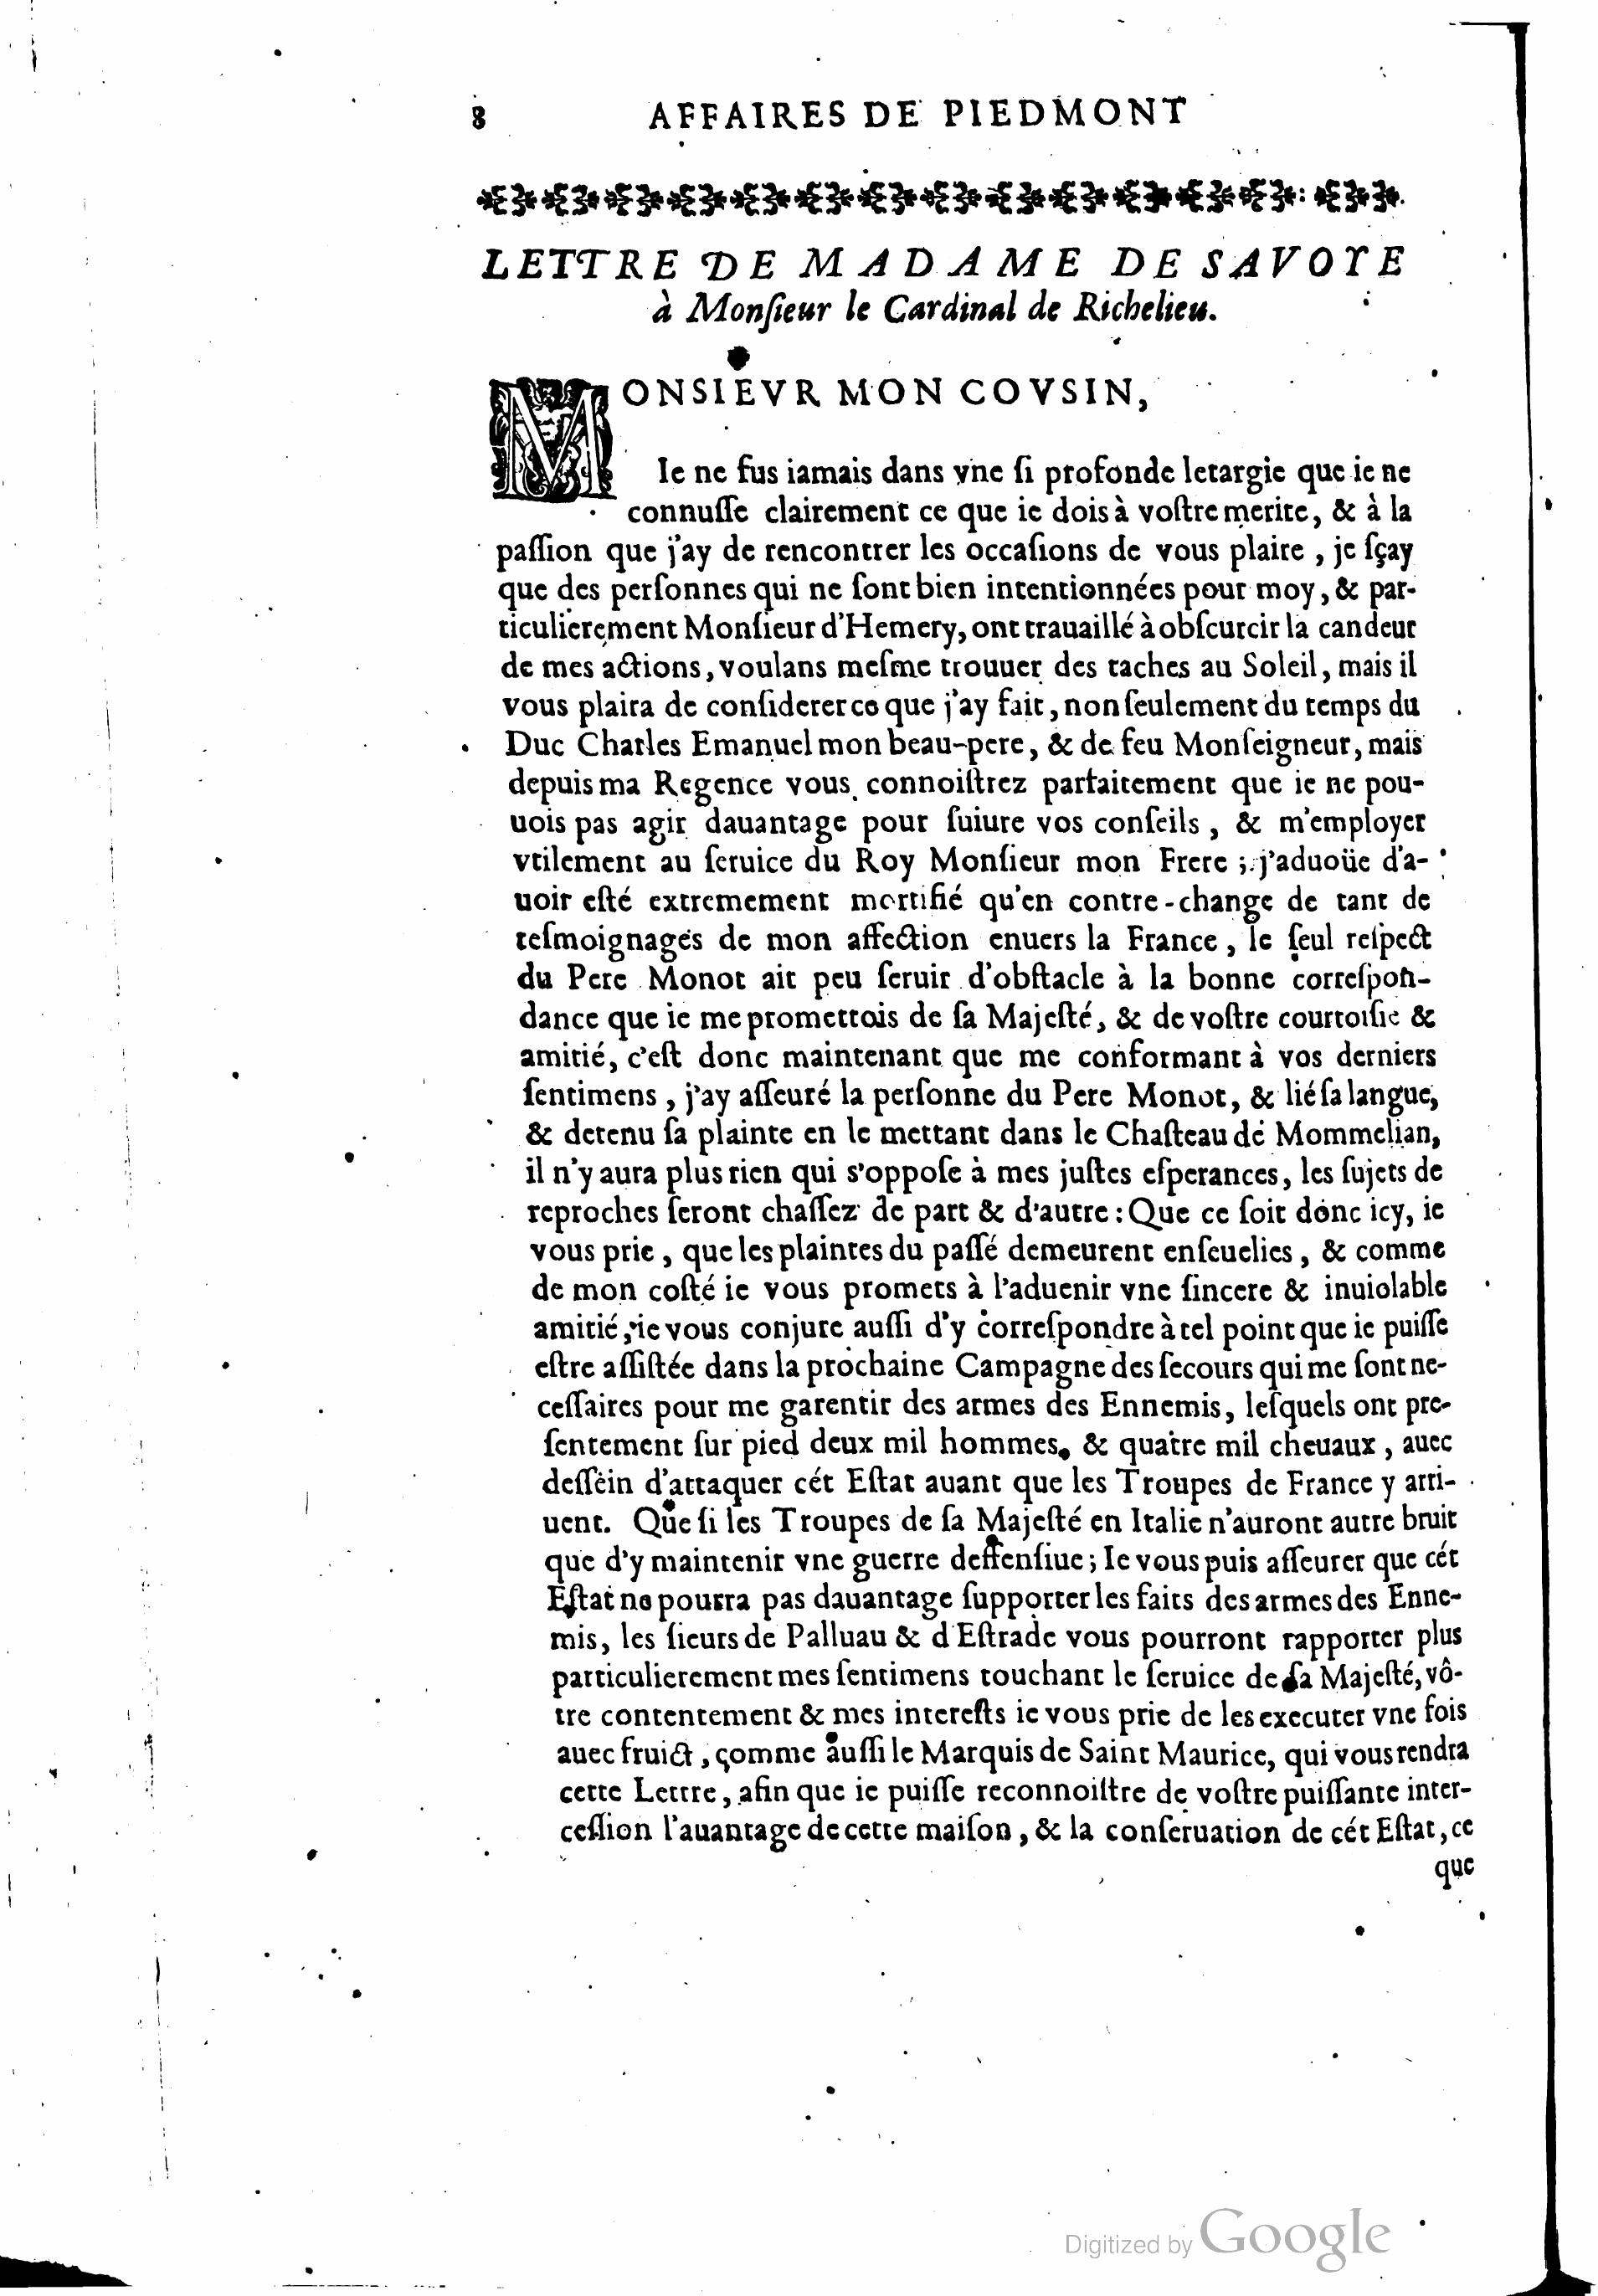 8 AFFAIRES DE PIEDMONT
LETTRE DE MADAME DE SAVOYE
à Monſieur le Cardinal de Richelieu.
MONSIEVR MON COVSIN,
Ie ne fus iamais dans vne ſi profonde letargie que ie ne
connuſſe clairement ce que ie dois à voſtre merite, & à la
paſſion que j'ay de rencontrer les occaſions de vous plaire, je ſçay
que des perſonnes qui ne ſont bien intentionnées pour moy, & par-
ticulierement Monſieur d'Hemery, ont trauaillé à obſcurcir la candeur
de mes actions, voulans meſme trouuer des taches au Soleil, mais il
vous plaira de conſiderer ce que j'ay fait, non ſeulement du temps du
Duc Charles Emanuel mon beau-pere, & de feu Monſeigneur, mais
depuis ma Regence vous connoiſtrez parfaitement que ie ne pou-
uois pas agir dauantage pour ſuiure vos conſeils, & m'employer
vtilement au ſeruice du Roy Monſieur mon Frere ; j'aduoüe d'a-
uoir eſté extremement mortifié qu'en contre-change de tant de
teſmoignages de mon affection enuers la France, le ſeul reſpect
du Pere Monot ait peu ſeruir d'obſtacle à la bonne correſpon-
dance que ie me promettois de ſa Majeſté, & de voſtre courtoiſie &
amitié, c'eſt donc maintenant que me conformant à vos derniers
ſentimens, j'ay aſſeuré la perſonne du Pere Monot, & lié ſa langue,
& detenu ſa plainte en le mettant dans le Chaſteau de Mommelian,
il n'y aura plus rien qui s'oppoſe à mes juſtes eſperances, les ſujets de
reproches ſeront chaſſez de part & d'autre : Que ce ſoit donc icy, ie
vous prie, que les plaintes du paſſé demeurent enſeuelies, & comme
de mon coſté ie vous promets à l'aduenir vne ſincere & inuiolable
amitié, ie vous conjure auſſi d'y correſpondre à tel point que ie puiſſe
eſtre aſſiſtée dans la prochaine Campagne des ſecours qui me ſont ne-
ceſſaires pour me garentir des armes des Ennemis, leſquels ont pre-
ſentement ſur pied deux mil hommes, & quatre mil cheuaux, auec
deſſein d'attaquer cét Eſtat auant que les Troupes de France y arri-
uent. Que ſi les Troupes de ſa Majeſté en Italie n'auront autre bruit
que d'y maintenir vne guerre deffenſiue ; Ie vous puis aſſeurer que cét
Eſtat ne pourra pas dauantage ſupporter les faits des armes des Enne-
mis, les ſieurs de Palluau & d'Eſtrade vous pourront rapporter plus
particulierement mes ſentimens touchant le ſeruice de ſa Majeſté, vô-
tre contentement & mes intereſts ie vous prie de les executer vne fois
auec fruict, comme auſſi le Marquis de Saint Maurice, qui vous rendra
cette Lettre, afin que ie puiſſe reconnoiſtre de voſtre puiſſante inter-
ceſſion l'auantage de cette maiſon, & la conſeruation de cét Eſtat, ce
que
Digitized by Google